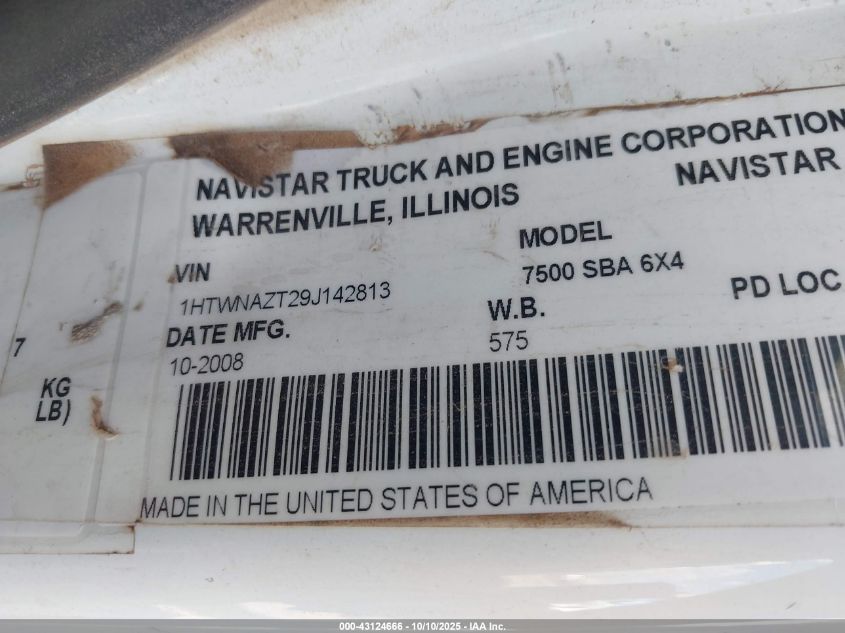 NAVISTAR TRUCK AND ENGINE CORPORATION
WARRENVILLE, ILLINOIS
NAVISTAR
VIN
1HTWNAZT29J142813
MODEL
7500 SBA 6X4
DATE MFG.
10-2008
W.B.
575
PD LOC
7
KG
LB)
MADE IN THE UNITED STATES OF AMERICA
000-43124666 - 10/10/2025 - IAA Inc.